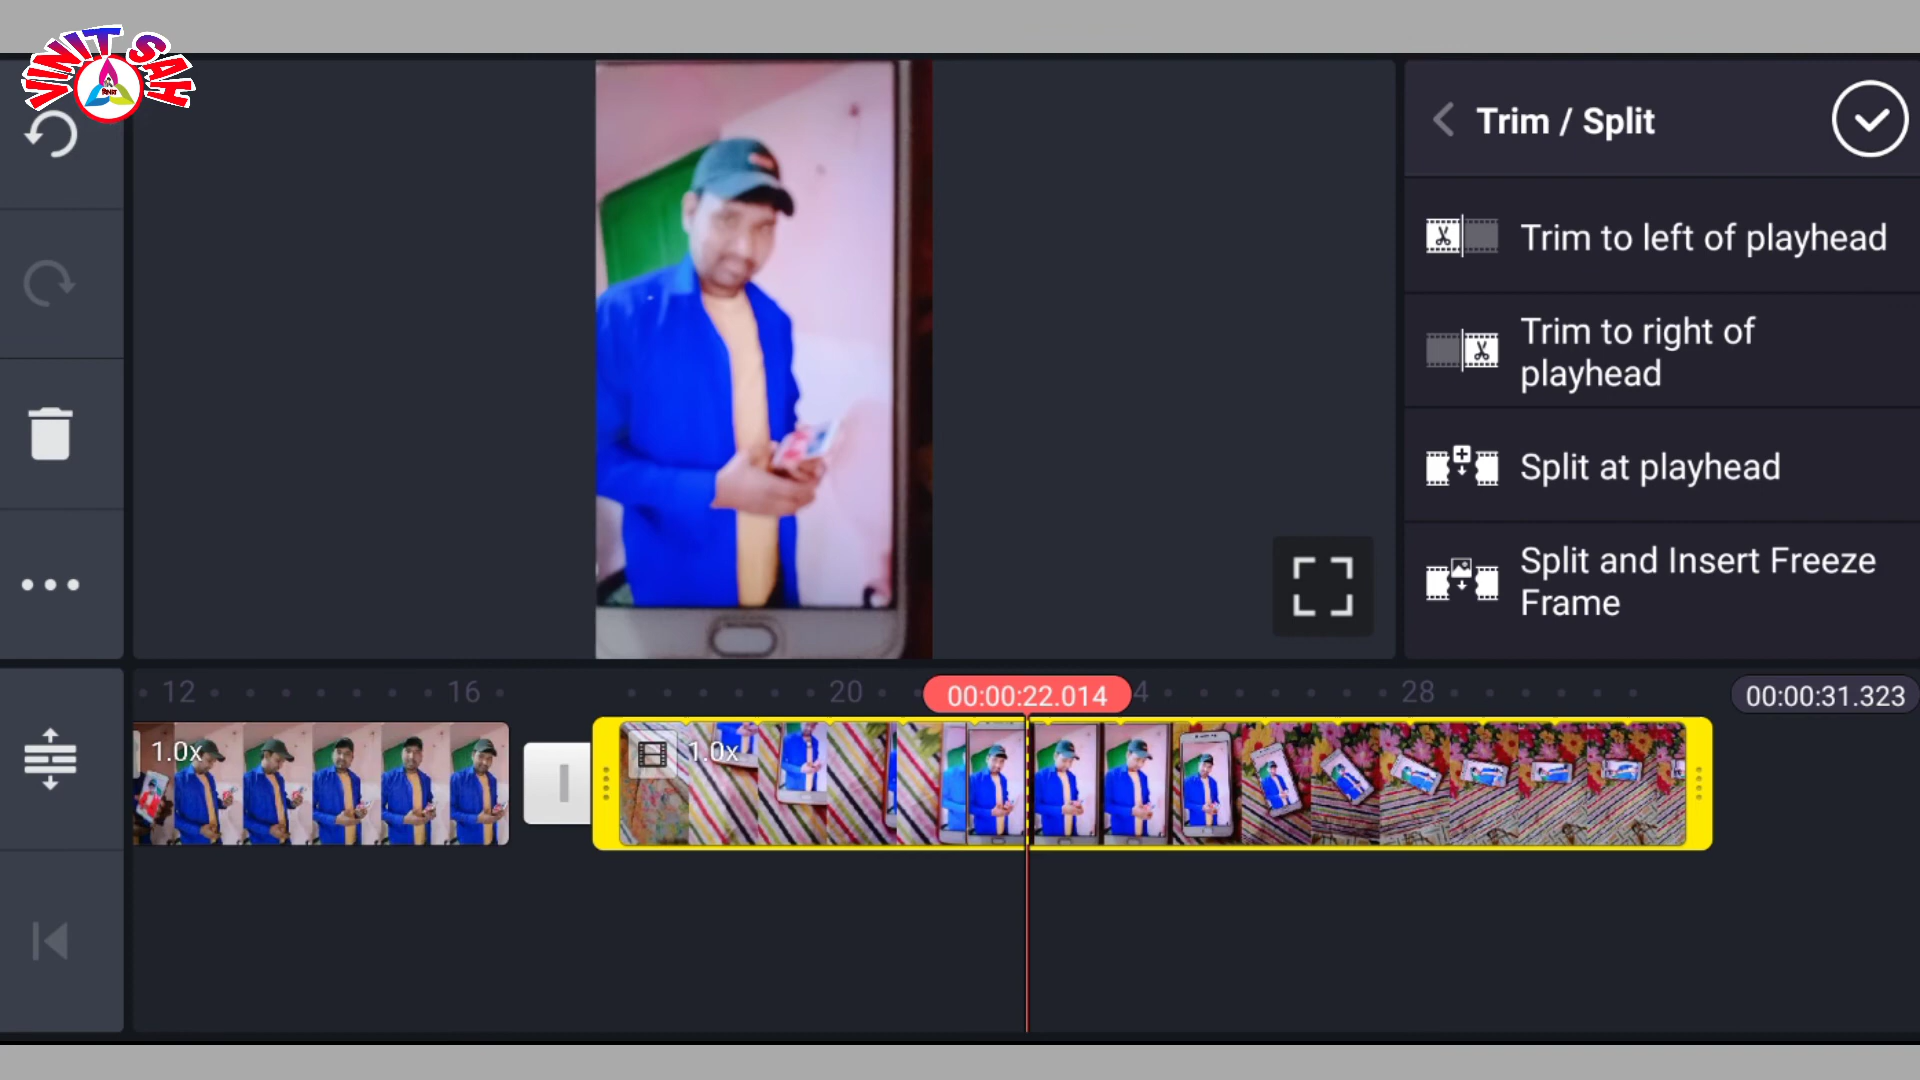 VINIT SAH
Trim / Split
Trim to left of playhead
Trim to right of
playhead
Split at playhead
Split and Insert Freeze
Frame
12
16
20
00:00:22.014
4
28
00:00:31.323
1.0x
1.0x